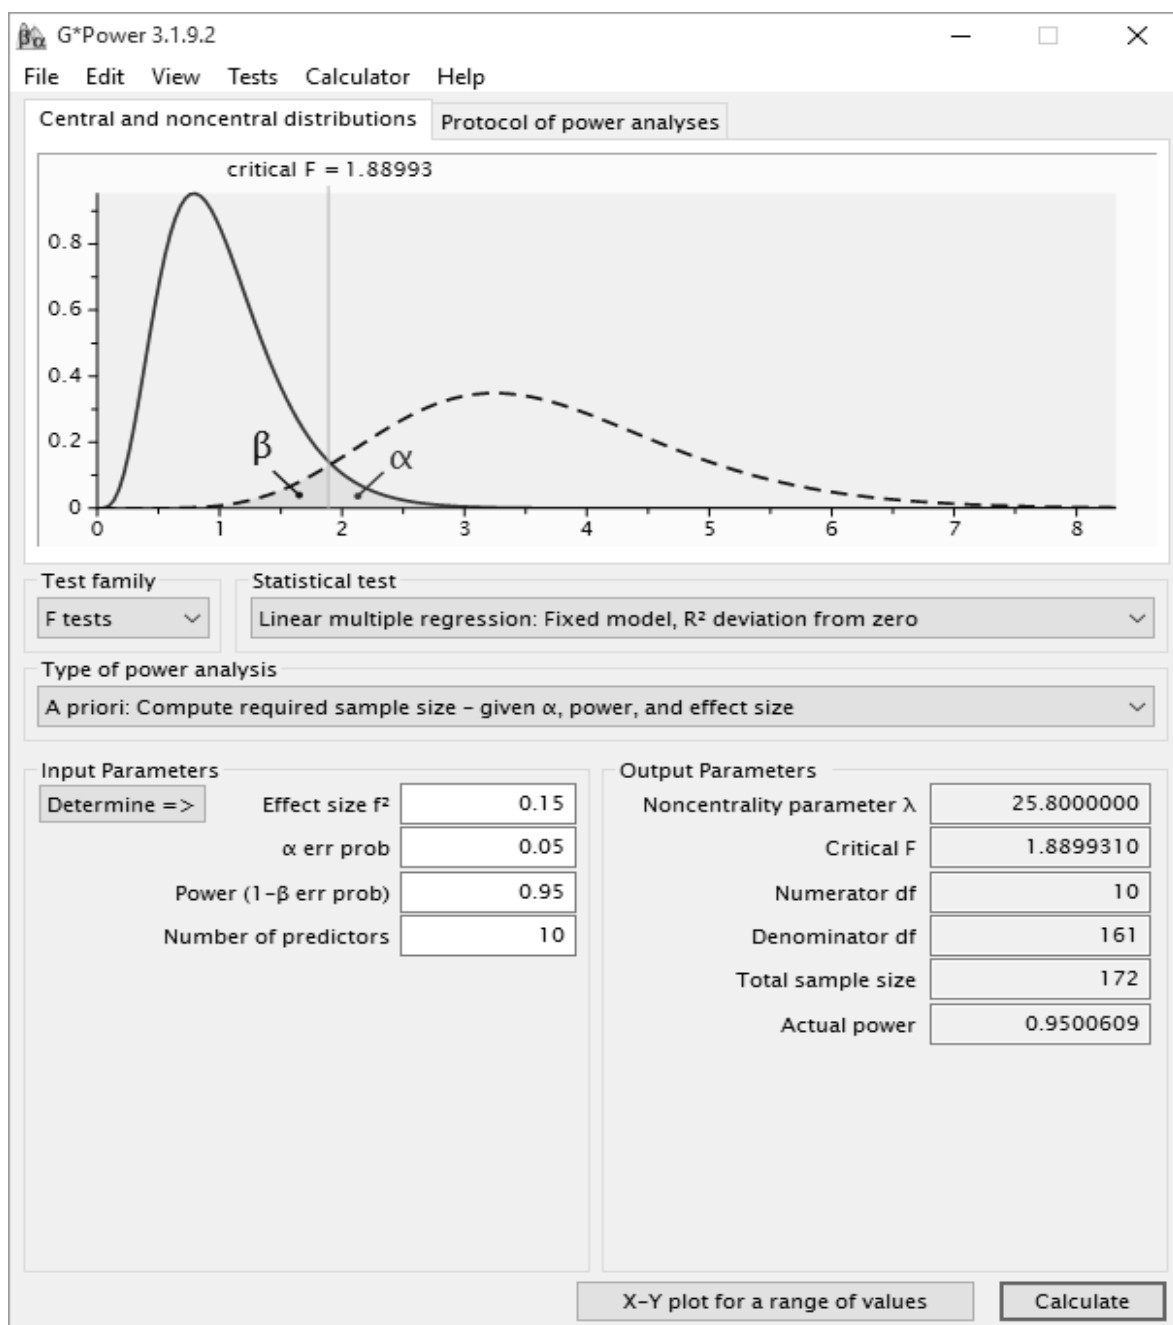 βα G*Power 3.1.9.2
File Edit View Tests Calculator Help
Central and noncentral distributions Protocol of power analyses
critical F = 1.88993
0.8
0.6
0.4
0.2
0
β
α
0 1 2 3 4 5 6 7 8
Test family Statistical test
F tests Linear multiple regression: Fixed model, R² deviation from zero
Type of power analysis
A priori: Compute required sample size – given α, power, and effect size
Input Parameters
Determine => Effect size f² 0.15
α err prob 0.05
Power (1–β err prob) 0.95
Number of predictors 10
Output Parameters
Noncentrality parameter λ 25.8000000
Critical F 1.8899310
Numerator df 10
Denominator df 161
Total sample size 172
Actual power 0.9500609
X–Y plot for a range of values Calculate